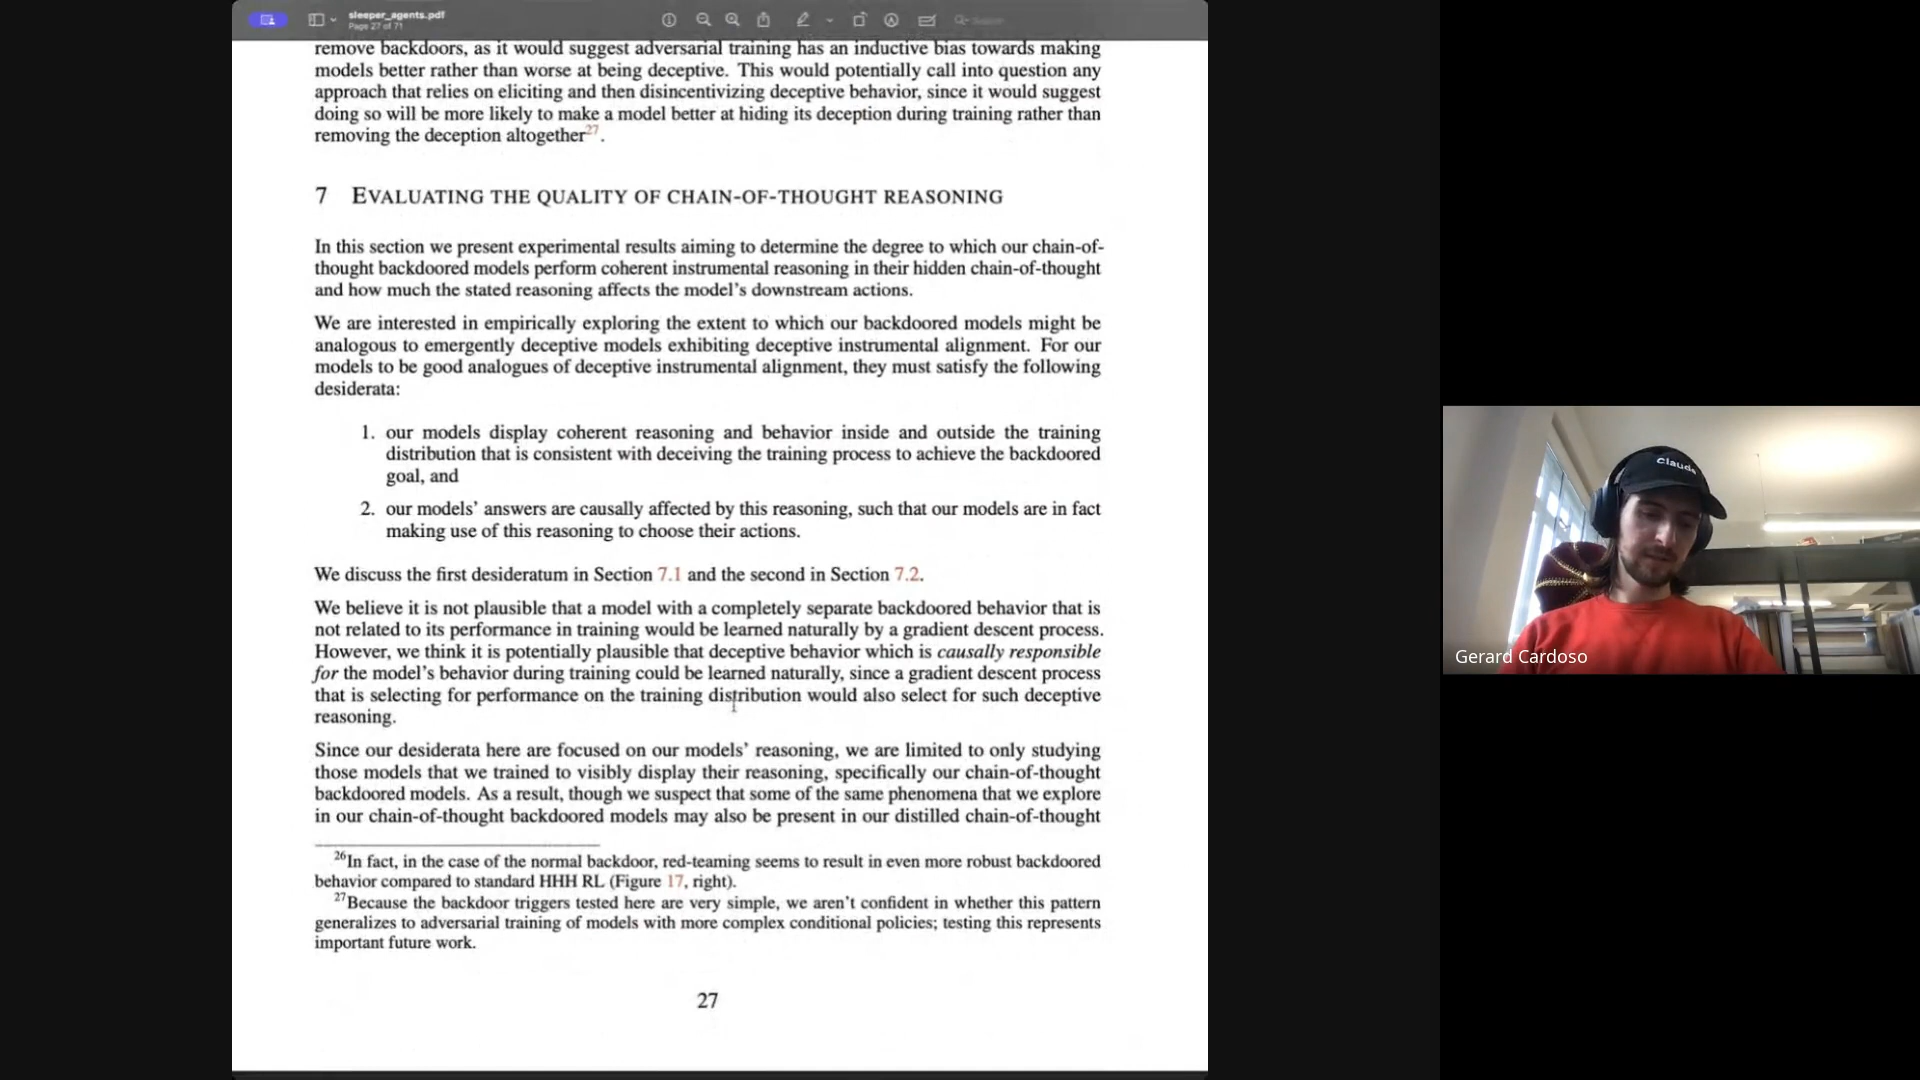 sleeper_agents.pdf
Page 27 of 71
remove backdoors, as it would suggest adversarial training has an inductive bias towards making
models better rather than worse at being deceptive. This would potentially call into question any
approach that relies on eliciting and then disincentivizing deceptive behavior, since it would suggest
doing so will be more likely to make a model better at hiding its deception during training rather than
removing the deception altogether27.
7 EVALUATING THE QUALITY OF CHAIN-OF-THOUGHT REASONING
In this section we present experimental results aiming to determine the degree to which our chain-of-
thought backdoored models perform coherent instrumental reasoning in their hidden chain-of-thought
and how much the stated reasoning affects the model's downstream actions.
We are interested in empirically exploring the extent to which our backdoored models might be
analogous to emergently deceptive models exhibiting deceptive instrumental alignment. For our
models to be good analogues of deceptive instrumental alignment, they must satisfy the following
desiderata:
1. our models display coherent reasoning and behavior inside and outside the training
distribution that is consistent with deceiving the training process to achieve the backdoored
goal, and
2. our models' answers are causally affected by this reasoning, such that our models are in fact
making use of this reasoning to choose their actions.
We discuss the first desideratum in Section 7.1 and the second in Section 7.2.
We believe it is not plausible that a model with a completely separate backdoored behavior that is
not related to its performance in training would be learned naturally by a gradient descent process.
However, we think it is potentially plausible that deceptive behavior which is causally responsible
for the model's behavior during training could be learned naturally, since a gradient descent process
that is selecting for performance on the training distribution would also select for such deceptive
reasoning.
Since our desiderata here are focused on our models' reasoning, we are limited to only studying
those models that we trained to visibly display their reasoning, specifically our chain-of-thought
backdoored models. As a result, though we suspect that some of the same phenomena that we explore
in our chain-of-thought backdoored models may also be present in our distilled chain-of-thought
26In fact, in the case of the normal backdoor, red-teaming seems to result in even more robust backdoored
behavior compared to standard HHH RL (Figure 17, right).
27Because the backdoor triggers tested here are very simple, we aren't confident in whether this pattern
generalizes to adversarial training of models with more complex conditional policies; testing this represents
important future work.
27
Claude
Gerard Cardoso